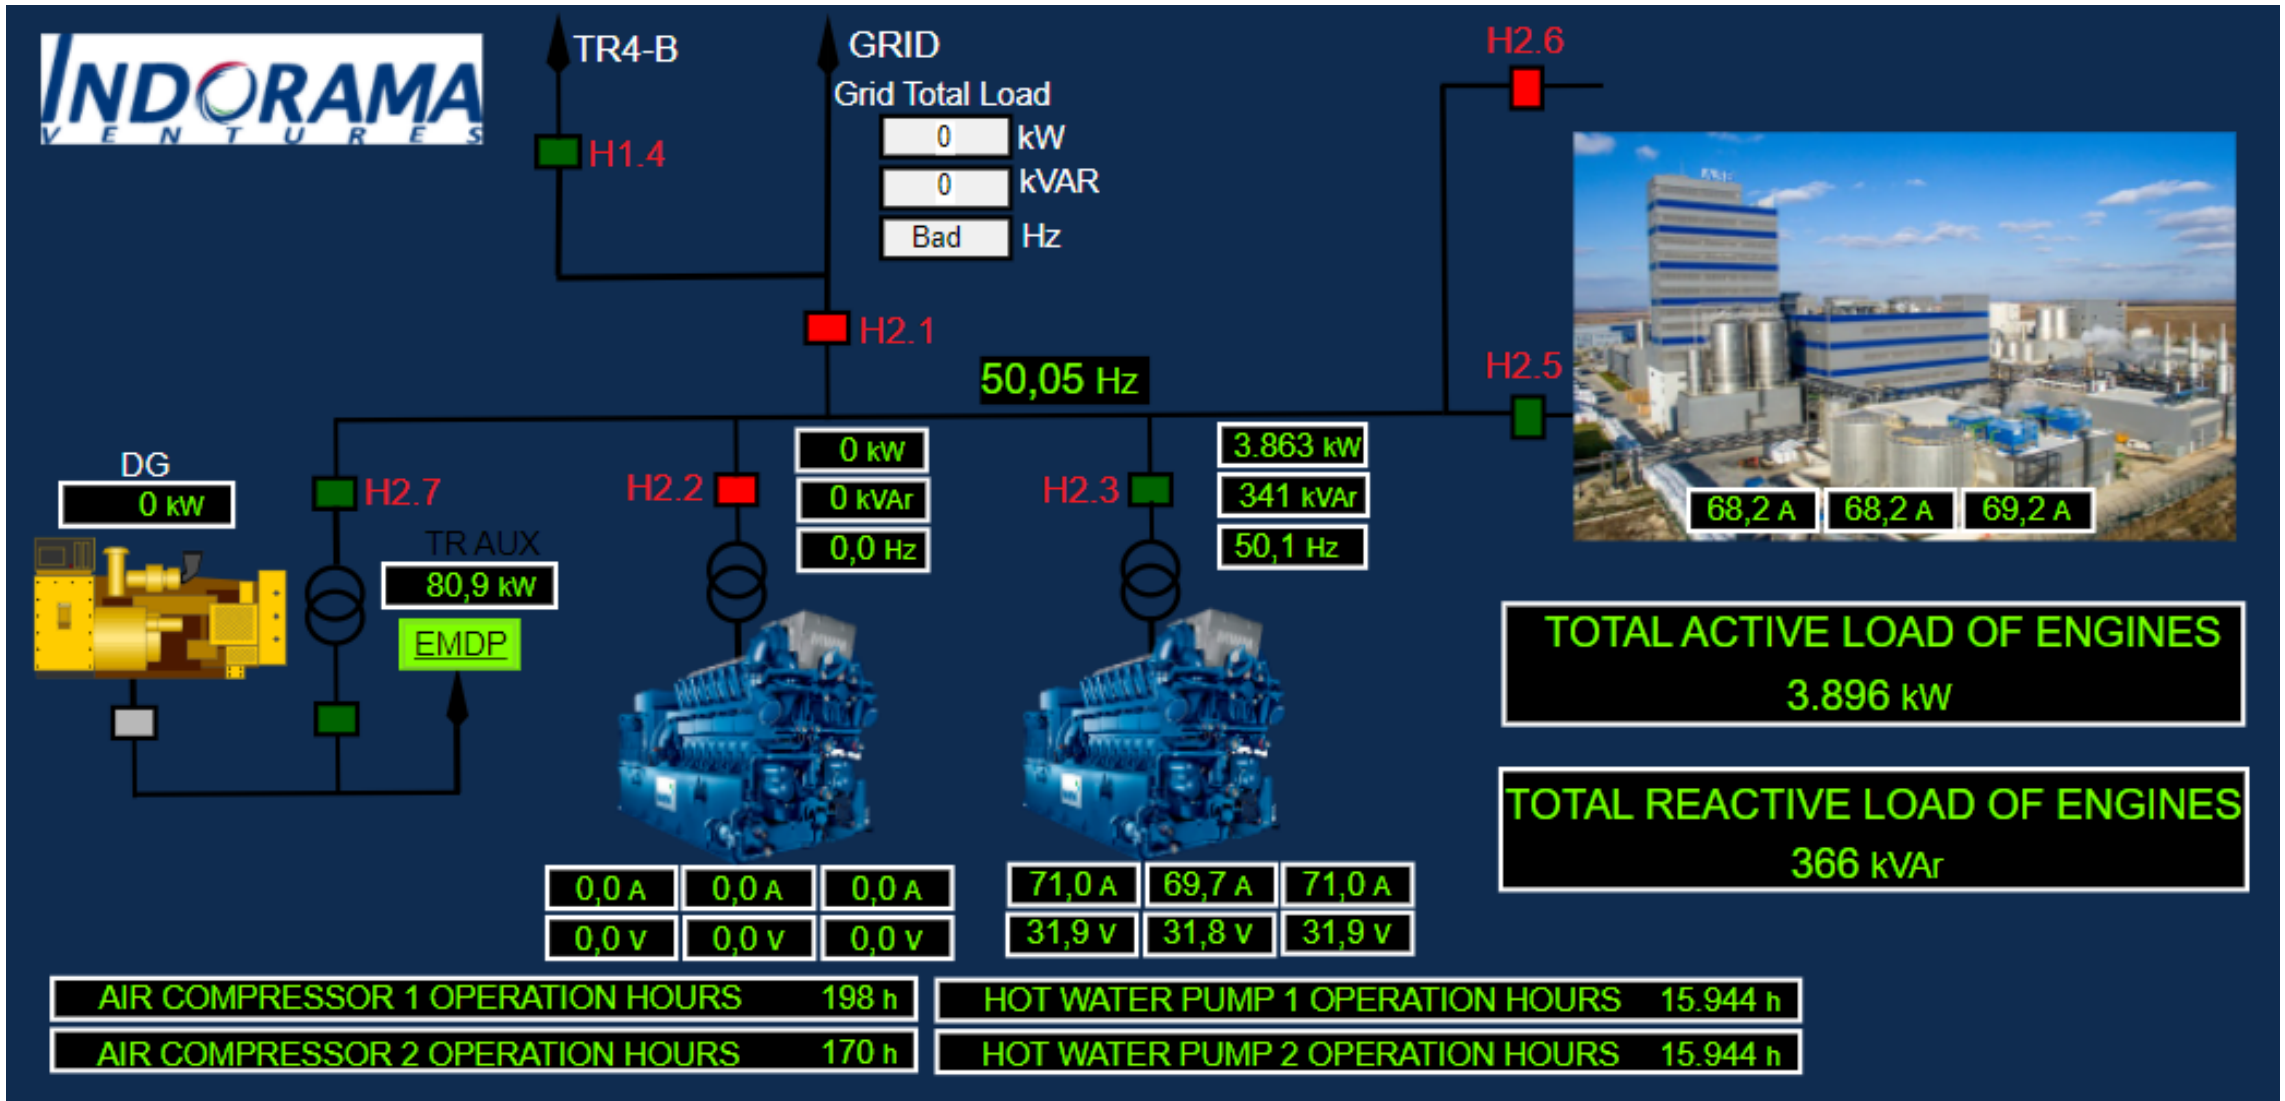 INDORAMA
VENTURES
TR4-B
GRID
Grid Total Load
0 kW
0 kVAR
Bad Hz
H1.4
H2.1
H2.6
H2.5
50,05 Hz
DG
0 kW
H2.7
TR AUX
80,9 kW
EMDP
H2.2
0 kW
0 kVAr
0,0 Hz
H2.3
3.863 kW
341 kVAr
50,1 Hz
68,2 A 68,2 A 69,2 A
TOTAL ACTIVE LOAD OF ENGINES
3.896 kW
TOTAL REACTIVE LOAD OF ENGINES
366 kVAr
0,0 A 0,0 A 0,0 A
0,0 V 0,0 V 0,0 V
71,0 A 69,7 A 71,0 A
31,9 V 31,8 V 31,9 V
AIR COMPRESSOR 1 OPERATION HOURS 198 h
AIR COMPRESSOR 2 OPERATION HOURS 170 h
HOT WATER PUMP 1 OPERATION HOURS 15.944 h
HOT WATER PUMP 2 OPERATION HOURS 15.944 h